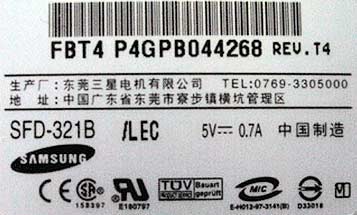 FBT4 P4GPB044268 REV.T4
生产厂: 东莞三星电机有限公司 TEL:0769-3305000
地址: 中国广东省东莞市寮步镇横坑管理区
SFD-321B /LEC 5V 0.7A 中国制造
SAMSUNG
158397
E180797
TÜV Bauart geprüft
Rheinland
MIC
E-H012-97-3141(B)
D33018